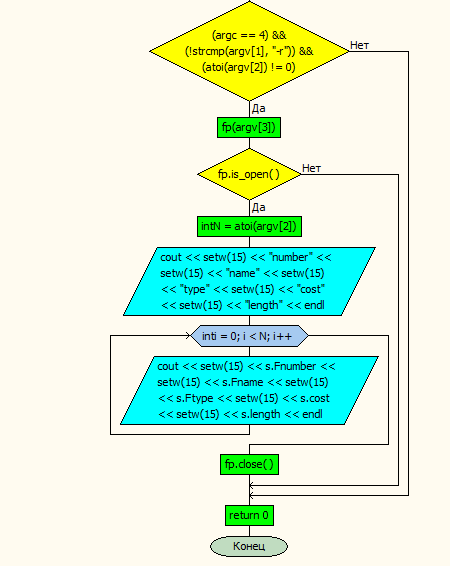 (argc == 4) &&
(!strcmp(argv[1], "-r")) &&
(atoi(argv[2]) != 0)
Нет
Да
fp(argv[3])
fp.is_open()
Нет
Да
intN = atoi(argv[2])
cout << setw(15) << "number" <<
setw(15) << "name" << setw(15)
<< "type" << setw(15) << "cost"
<< setw(15) << "length" << endl
inti = 0; i < N; i++
cout << setw(15) << s.Fnumber <<
setw(15) << s.Fname << setw(15)
<< s.Ftype << setw(15) << s.cost
<< setw(15) << s.length << endl
fp.close()
return 0
Конец